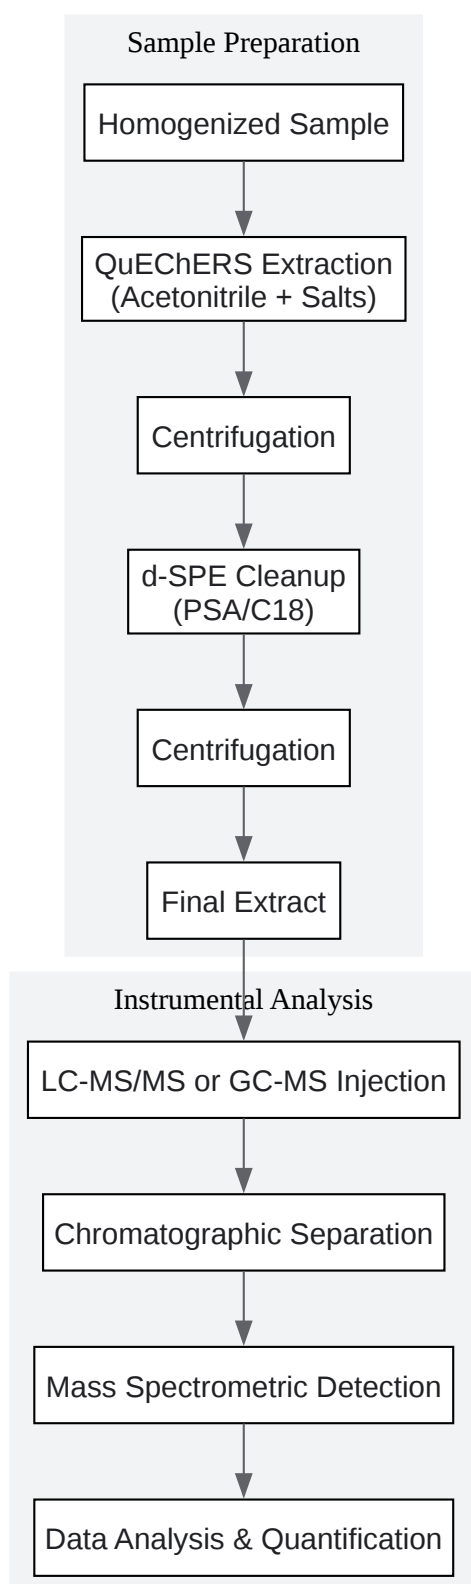 Sample Preparation
Homogenized Sample
QuEChERS Extraction
(Acetonitrile + Salts)
Centrifugation
d-SPE Cleanup
(PSA/C18)
Centrifugation
Final Extract
Instrumental Analysis
LC-MS/MS or GC-MS Injection
Chromatographic Separation
Mass Spectrometric Detection
Data Analysis & Quantification